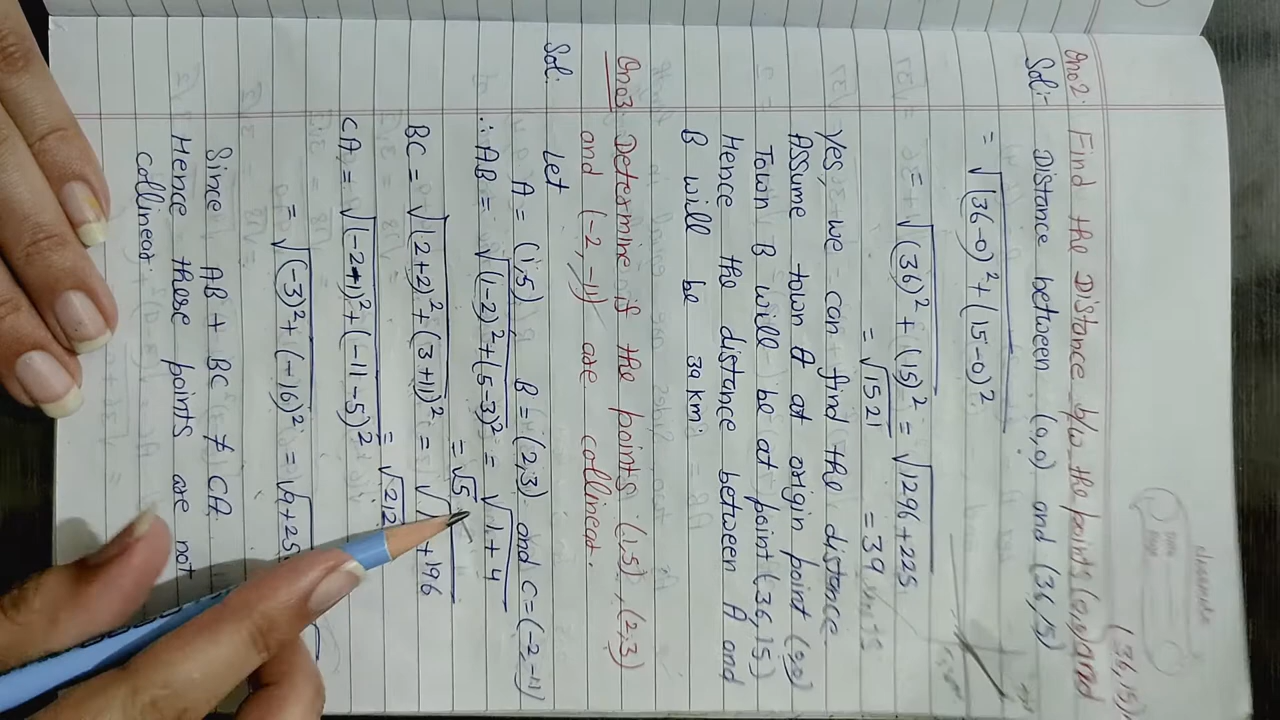 Qno2: Find the Distance b/w the points (0,0) and
(36,15)
Sol:- Distance between (0,0) and (36,15)
= √(36-0)² + (15-0)²
= √(36)² + (15)² = √1296+225
= √1521 = 39
Yes, we can find the distance
Assume town A at origin point (0,0)
Town B will be at point (36,15)
Hence the distance between A and
B will be 39 km
Qno3: Determine if the points (1,5), (2,3)
and (-2,-11) are collinear.
Sol: Let
A = (1,5) B = (2,3) and C = (-2,-11)
∴ AB = √(1-2)² + (5-3)² = √1+4
= √5
BC = √(2+2)² + (3+11)² = √ +196
= √212
CA = √(-2-1)² + (-11-5)²
= √(-3)² + (-16)² = √9+25
Since AB + BC ≠ CA
Hence these points are not
collinear